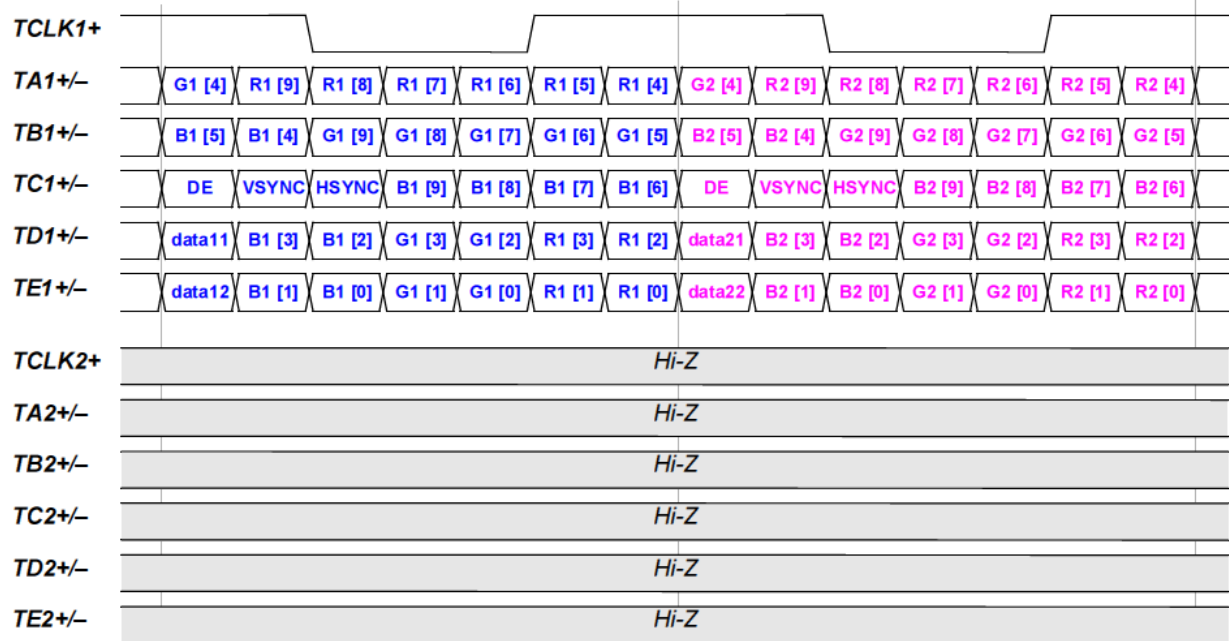 TCLK1+
TA1+/– G1 [4] R1 [9] R1 [8] R1 [7] R1 [6] R1 [5] R1 [4] G2 [4] R2 [9] R2 [8] R2 [7] R2 [6] R2 [5] R2 [4]
TB1+/– B1 [5] B1 [4] G1 [9] G1 [8] G1 [7] G1 [6] G1 [5] B2 [5] B2 [4] G2 [9] G2 [8] G2 [7] G2 [6] G2 [5]
TC1+/– DE VSYNC HSYNC B1 [9] B1 [8] B1 [7] B1 [6] DE VSYNC HSYNC B2 [9] B2 [8] B2 [7] B2 [6]
TD1+/– data11 B1 [3] B1 [2] G1 [3] G1 [2] R1 [3] R1 [2] data21 B2 [3] B2 [2] G2 [3] G2 [2] R2 [3] R2 [2]
TE1+/– data12 B1 [1] B1 [0] G1 [1] G1 [0] R1 [1] R1 [0] data22 B2 [1] B2 [0] G2 [1] G2 [0] R2 [1] R2 [0]
TCLK2+ Hi-Z
TA2+/– Hi-Z
TB2+/– Hi-Z
TC2+/– Hi-Z
TD2+/– Hi-Z
TE2+/– Hi-Z